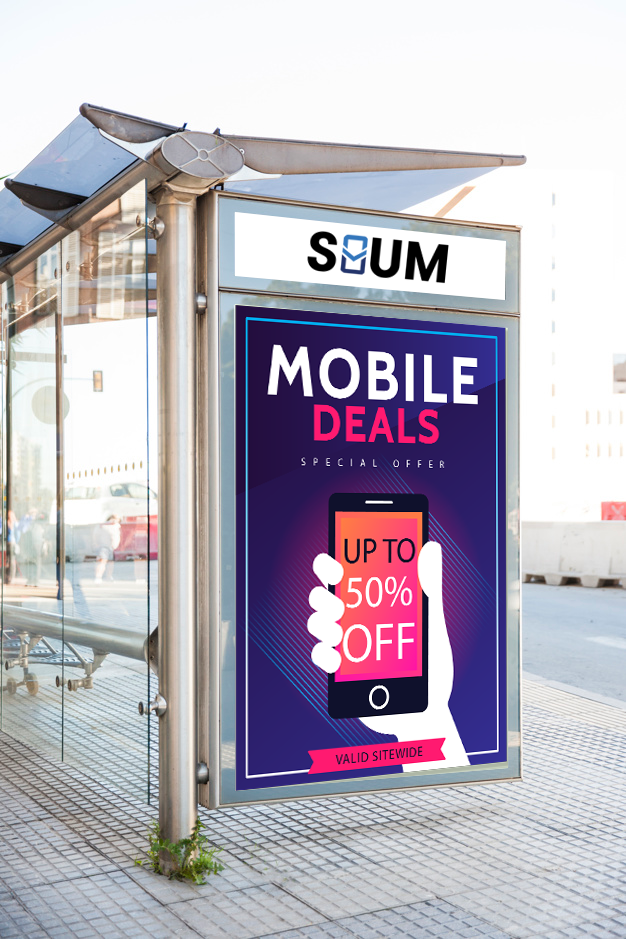 SOUM
MOBILE
DEALS
SPECIAL OFFER
UP TO
50%
OFF
VALID SITEWIDE